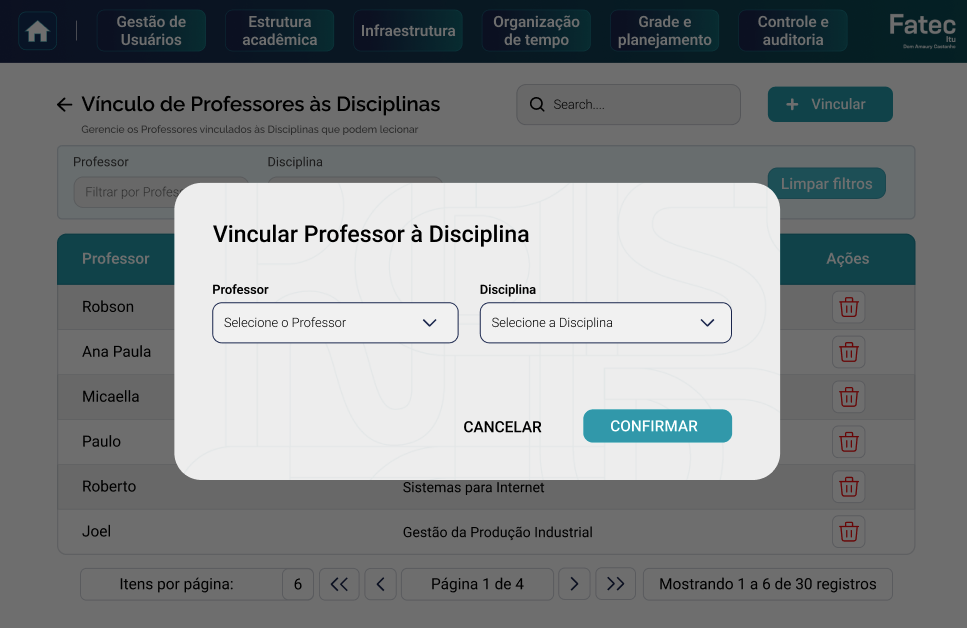 Gestão de Usuários
Estrutura acadêmica
Infraestrutura
Organização de tempo
Grade e planejamento
Controle e auditoria
Fatec
Itu
Dom Amaury Castanho
Vínculo de Professores às Disciplinas
Search....
+ Vincular
Gerencie os Professores vinculados às Disciplinas que podem lecionar
Professor
Disciplina
Filtrar por Profes
Limpar filtros
Vincular Professor à Disciplina
Professor
Disciplina
Selecione o Professor
Selecione a Disciplina
CANCELAR
CONFIRMAR
Professor
Ações
Robson
Ana Paula
Micaella
Paulo
Roberto
Sistemas para Internet
Joel
Gestão da Produção Industrial
Itens por página:
6
Página 1 de 4
Mostrando 1 a 6 de 30 registros